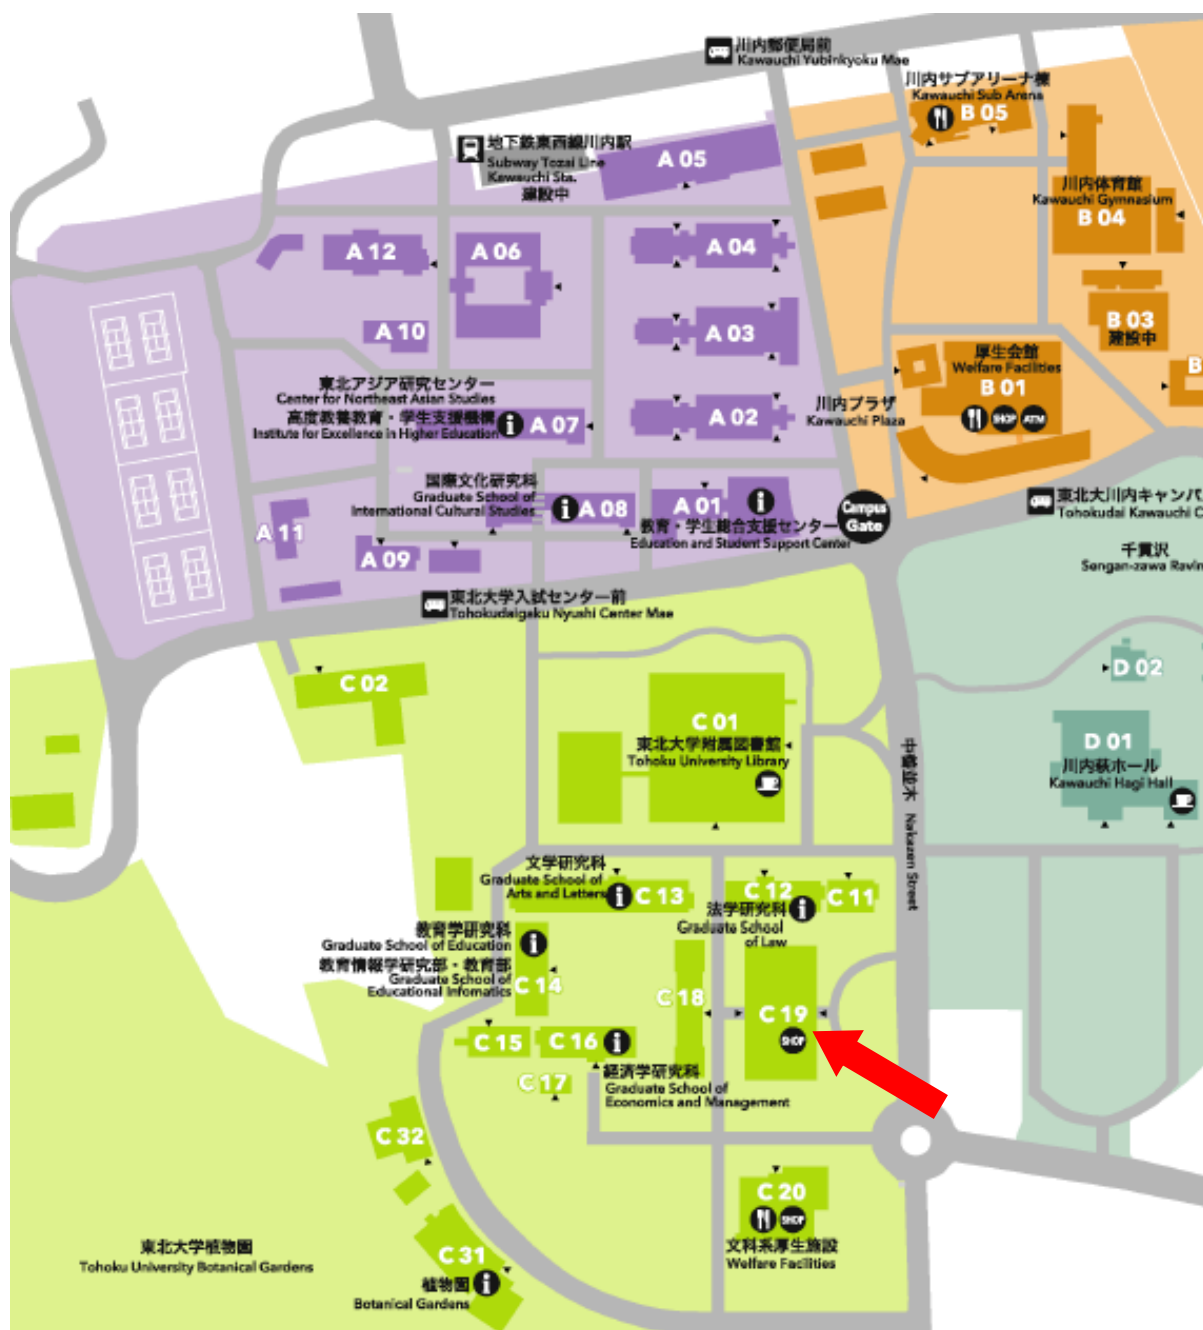 川内郵便局前
Kawauchi Yubinkyoku Mae
川内サブアリーナ棟
Kawauchi Sub Arena
B 05
地下鉄東西線川内駅
Subway Tozai Line
Kawauchi Sta.
建設中
A 05
川内体育館
Kawauchi Gymnasium
B 04
A 12
A 06
A 04
A 10
A 03
B 03
建設中
厚生会館
Welfare Facilities
B 01
SHOP
ATM
B
東北アジア研究センター
Center for Northeast Asian Studies
高度教養教育・学生支援機構
Institute for Excellence in Higher Education
A 07
A 02
川内プラザ
Kawauchi Plaza
国際文化研究科
Graduate School of
International Cultural Studies
A 08
A 01
教育・学生総合支援センター
Education and Student Support Center
Campus
Gate
東北大川内キャンパ
Tohokudai Kawauchi C
A 11
A 09
千貫沢
Sengan-zawa Ravin
東北大学入試センター前
Tohokudaigaku Nyushi Center Mae
C 02
D 02
C 01
東北大学附属図書館
Tohoku University Library
中善並木 Nakazen Street
D 01
川内萩ホール
Kawauchi Hagi Hall
文学研究科
Graduate School of
Arts and Letters
C 13
C 12
法学研究科
Graduate School
of Law
C 11
教育学研究科
Graduate School of Education
教育情報学研究部・教育部
Graduate School of
Educational Infomatics
C 14
C 18
C 19
SHOP
C 15
C 16
経済学研究科
Graduate School of
Economics and Management
C 17
C 32
C 20
SHOP
文科系厚生施設
Welfare Facilities
東北大学植物園
Tohoku University Botanical Gardens
C 31
植物園
Botanical Gardens